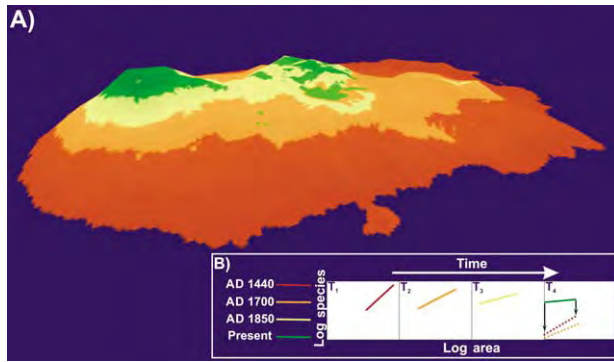 A)
B)
Time
AD 1440
AD 1700
AD 1850
Present
Log species
T1
T2
T3
T4
Log area